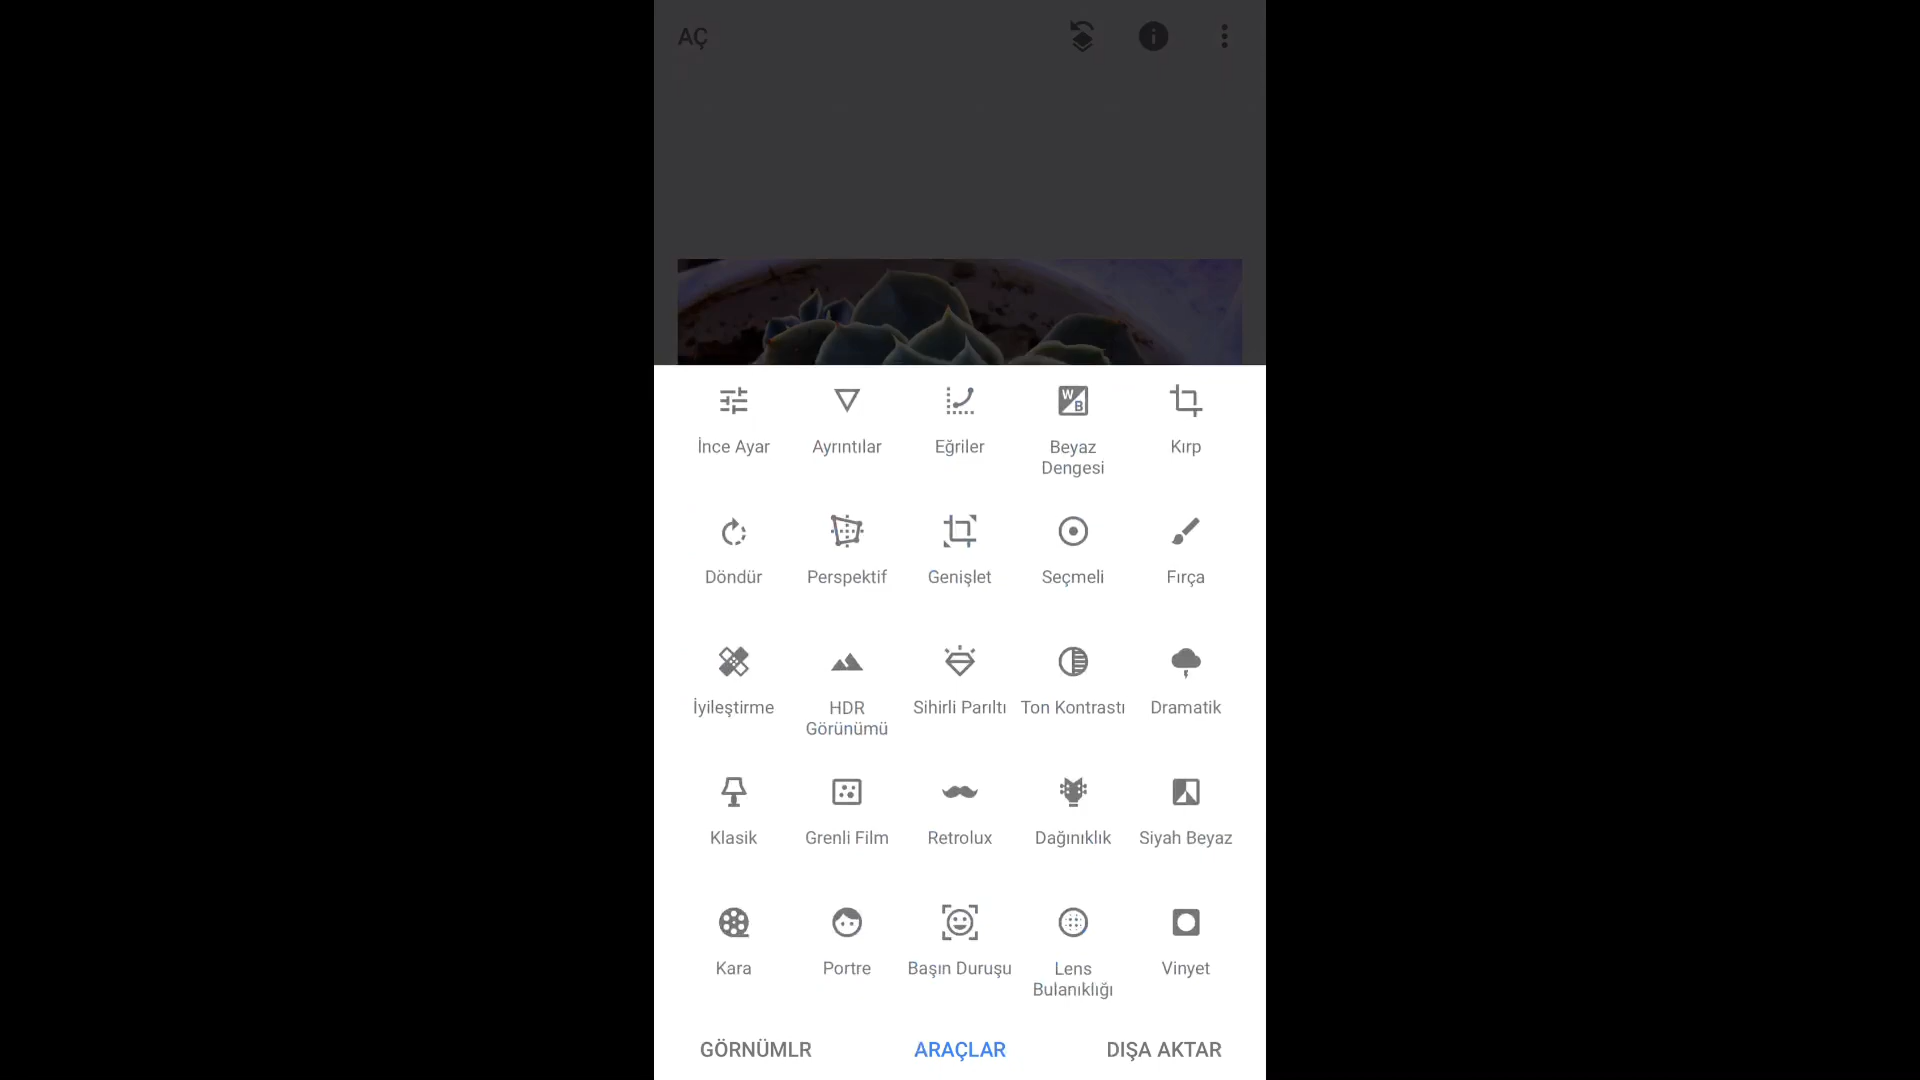 AÇ
İnce Ayar
Ayrıntılar
Eğriler
W
B
Beyaz
Dengesi
Kırp
Döndür
Perspektif
Genişlet
Seçmeli
Fırça
İyileştirme
HDR
Görünümü
Sihirli Parıltı
Ton Kontrastı
Dramatik
Klasik
Grenli Film
Retrolux
Dağınıklık
Siyah Beyaz
Kara
Portre
Başın Duruşu
Lens
Bulanıklığı
Vinyet
GÖRNÜMLR
ARAÇLAR
DIŞA AKTAR